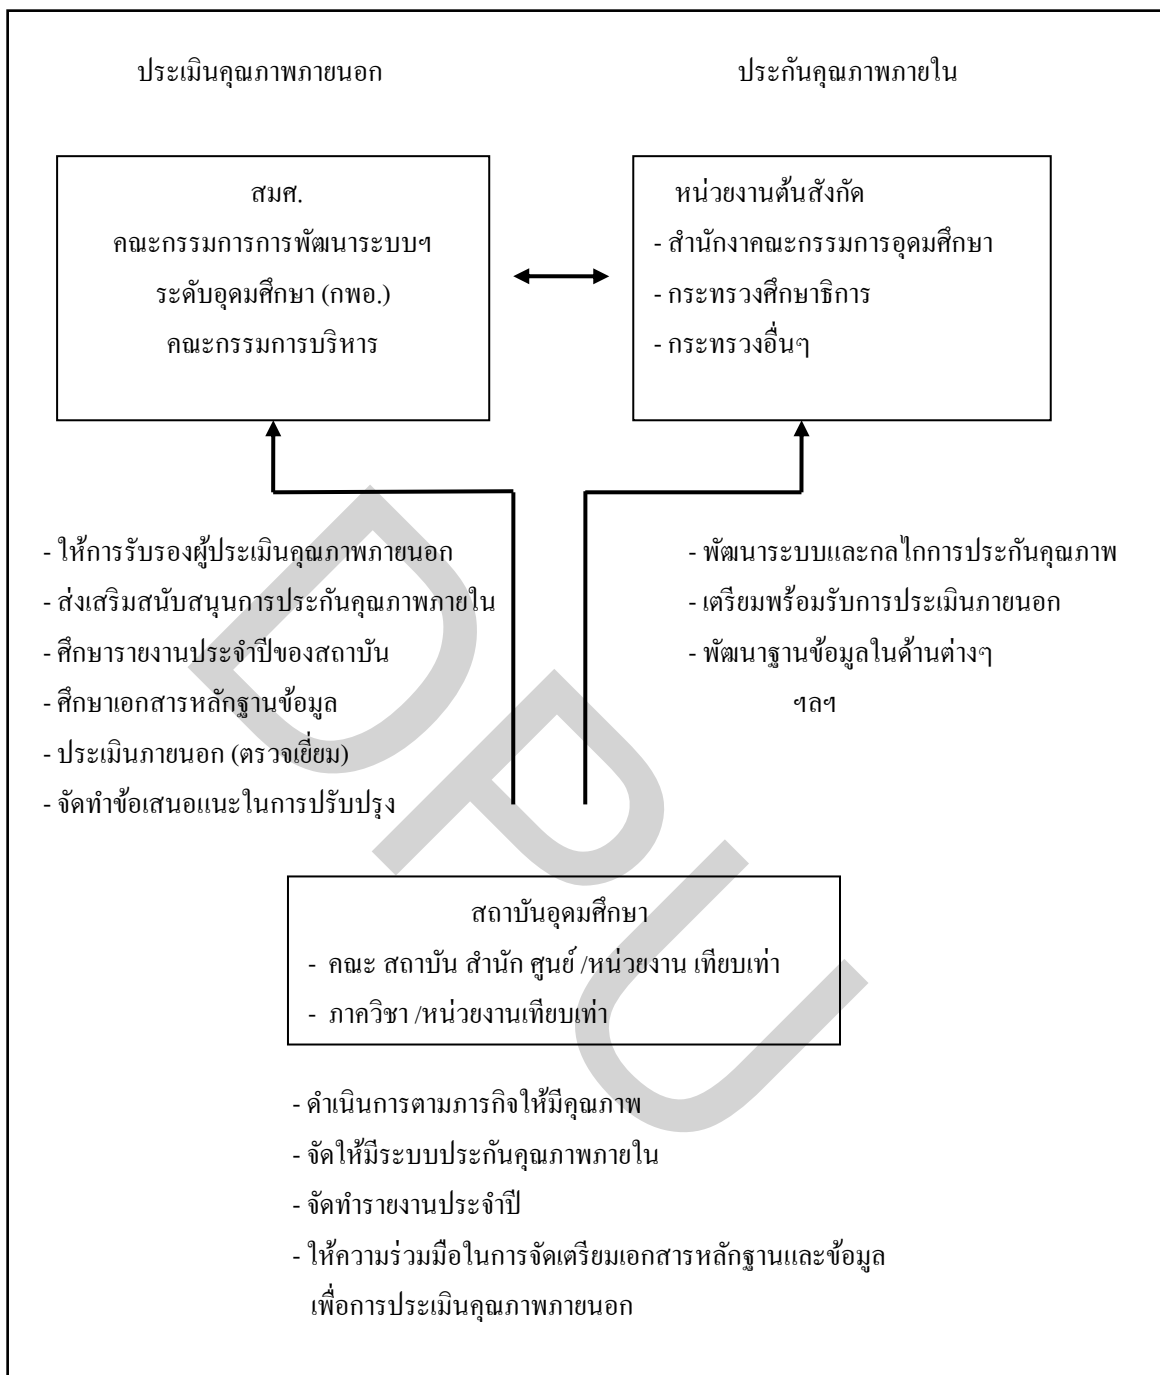 ประเมินคุณภาพภายนอก
ประกันคุณภาพภายใน
สมศ.
คณะกรรมการการพัฒนาระบบฯ
ระดับอุดมศึกษา (กพอ.)
คณะกรรมการบริหาร
หน่วยงานต้นสังกัด
- สำนักงาคณะกรรมการอุดมศึกษา
- กระทรวงศึกษาธิการ
- กระทรวงอื่นๆ
- ให้การรับรองผู้ประเมินคุณภาพภายนอก
- ส่งเสริมสนับสนุนการประกันคุณภาพภายใน
- ศึกษารายงานประจำปีของสถาบัน
- ศึกษาเอกสารหลักฐานข้อมูล
- ประเมินภายนอก (ตรวจเยี่ยม)
- จัดทำข้อเสนอแนะในการปรับปรุง
- พัฒนาระบบและกลไกการประกันคุณภาพ
- เตรียมพร้อมรับการประเมินภายนอก
- พัฒนาฐานข้อมูลในด้านต่างๆ
ฯลฯ
สถาบันอุดมศึกษา
- คณะ สถาบัน สำนัก ศูนย์ /หน่วยงาน เทียบเท่า
- ภาควิชา /หน่วยงานเทียบเท่า
- ดำเนินการตามภารกิจให้มีคุณภาพ
- จัดให้มีระบบประกันคุณภาพภายใน
- จัดทำรายงานประจำปี
- ให้ความร่วมมือในการจัดเตรียมเอกสารหลักฐานและข้อมูล
เพื่อการประเมินคุณภาพภายนอก
DPU